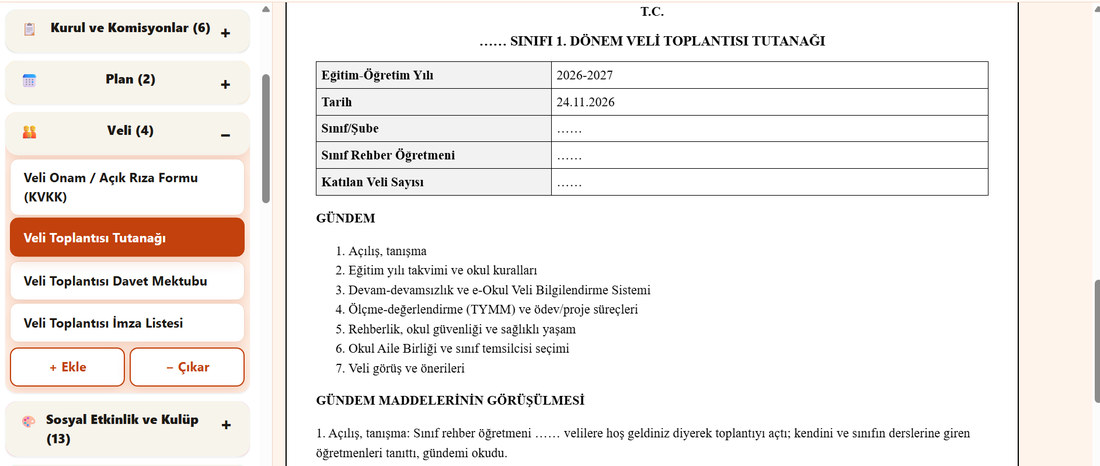 Kurul ve Komisyonlar (6) +
Plan (2) +
Veli (4) –
Veli Onam / Açık Rıza Formu
(KVKK)
Veli Toplantısı Tutanağı
Veli Toplantısı Davet Mektubu
Veli Toplantısı İmza Listesi
+ Ekle
– Çıkar
Sosyal Etkinlik ve Kulüp
(13) +
T.C.
…… SINIFI 1. DÖNEM VELİ TOPLANTISI TUTANAĞI
Eğitim-Öğretim Yılı 2026-2027
Tarih 24.11.2026
Sınıf/Şube ……
Sınıf Rehber Öğretmeni ……
Katılan Veli Sayısı ……
GÜNDEM
1. Açılış, tanışma
2. Eğitim yılı takvimi ve okul kuralları
3. Devam-devamsızlık ve e-Okul Veli Bilgilendirme Sistemi
4. Ölçme-değerlendirme (TYMM) ve ödev/proje süreçleri
5. Rehberlik, okul güvenliği ve sağlıklı yaşam
6. Okul Aile Birliği ve sınıf temsilcisi seçimi
7. Veli görüş ve önerileri
GÜNDEM MADDELERİNİN GÖRÜŞÜLMESİ
1. Açılış, tanışma: Sınıf rehber öğretmeni …… velilere hoş geldiniz diyerek toplantıyı açtı; kendini ve sınıfın derslerine giren
öğretmenleri tanıttı, gündemi okudu.